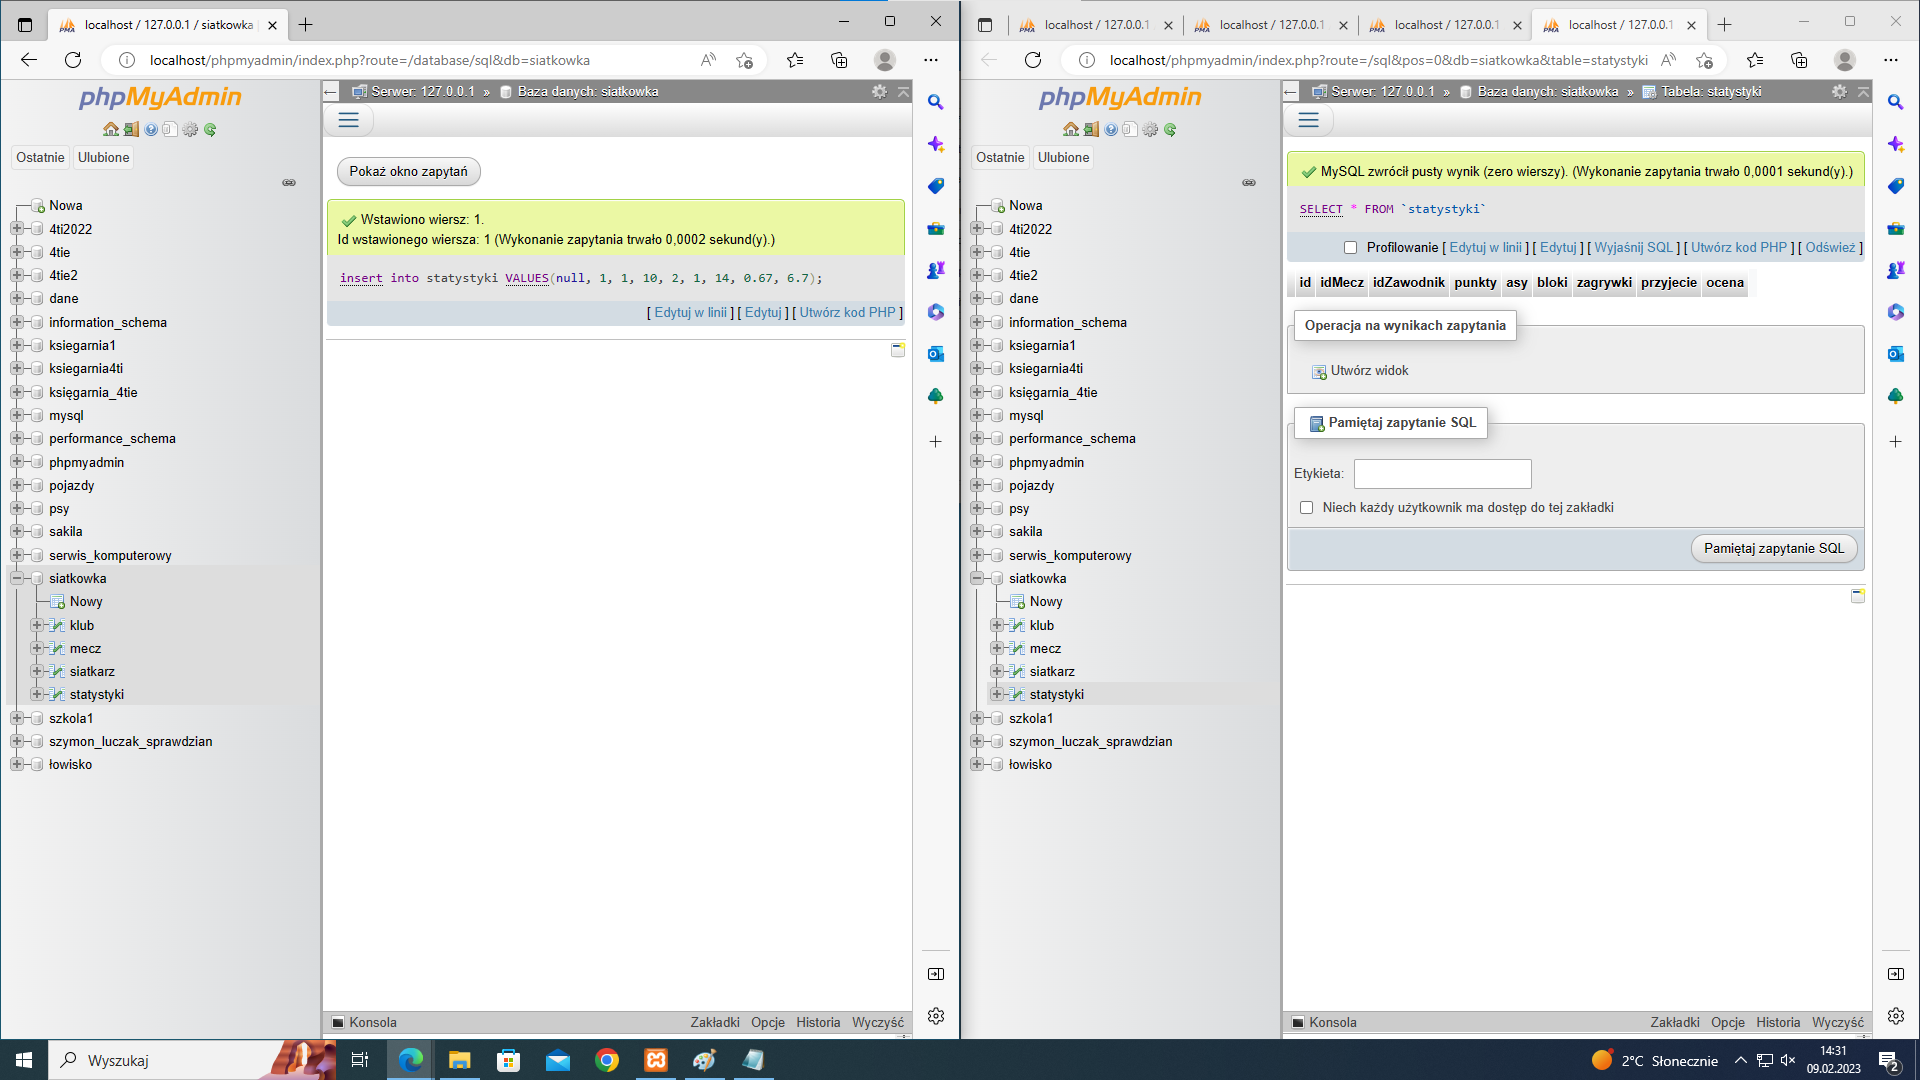 localhost / 127.0.0.1 / siatkowka
localhost/phpmyadmin/index.php?route=/database/sql&db=siatkowka
phpMyAdmin
Ostatnie
Ulubione
Nowa
4ti2022
4tie
4tie2
dane
information_schema
ksiegarnia1
ksiegarnia4ti
księgarnia_4tie
mysql
performance_schema
phpmyadmin
pojazdy
psy
sakila
serwis_komputerowy
siatkowka
Nowy
klub
mecz
siatkarz
statystyki
szkola1
szymon_luczak_sprawdzian
łowisko
Serwer: 127.0.0.1 » Baza danych: siatkowka
Pokaż okno zapytań
Wstawiono wiersz: 1.
Id wstawionego wiersza: 1 (Wykonanie zapytania trwało 0,0002 sekund(y).)
insert into statystyki VALUES(null, 1, 1, 10, 2, 1, 14, 0.67, 6.7);
[ Edytuj w linii ] [ Edytuj ] [ Utwórz kod PHP ]
Konsola
Zakładki Opcje Historia Wyczyść
localhost / 127.0.0.1
localhost / 127.0.0.1
localhost / 127.0.0.1
localhost / 127.0.0.1
localhost/phpmyadmin/index.php?route=/sql&pos=0&db=siatkowka&table=statystyki
phpMyAdmin
Ostatnie
Ulubione
Nowa
4ti2022
4tie
4tie2
dane
information_schema
ksiegarnia1
ksiegarnia4ti
księgarnia_4tie
mysql
performance_schema
phpmyadmin
pojazdy
psy
sakila
serwis_komputerowy
siatkowka
Nowy
klub
mecz
siatkarz
statystyki
szkola1
szymon_luczak_sprawdzian
łowisko
Serwer: 127.0.0.1 » Baza danych: siatkowka » Tabela: statystyki
MySQL zwrócił pusty wynik (zero wierszy). (Wykonanie zapytania trwało 0,0001 sekund(y).)
SELECT * FROM `statystyki`
Profilowanie [ Edytuj w linii ] [ Edytuj ] [ Wyjaśnij SQL ] [ Utwórz kod PHP ] [ Odśwież ]
id idMecz idZawodnik punkty asy bloki zagrywki przyjecie ocena
Operacja na wynikach zapytania
Utwórz widok
Pamiętaj zapytanie SQL
Etykieta:
Niech każdy użytkownik ma dostęp do tej zakładki
Pamiętaj zapytanie SQL
Konsola
Zakładki Opcje Historia Wyczyść
Wyszukaj
2°C Słonecznie
14:31
09.02.2023
2